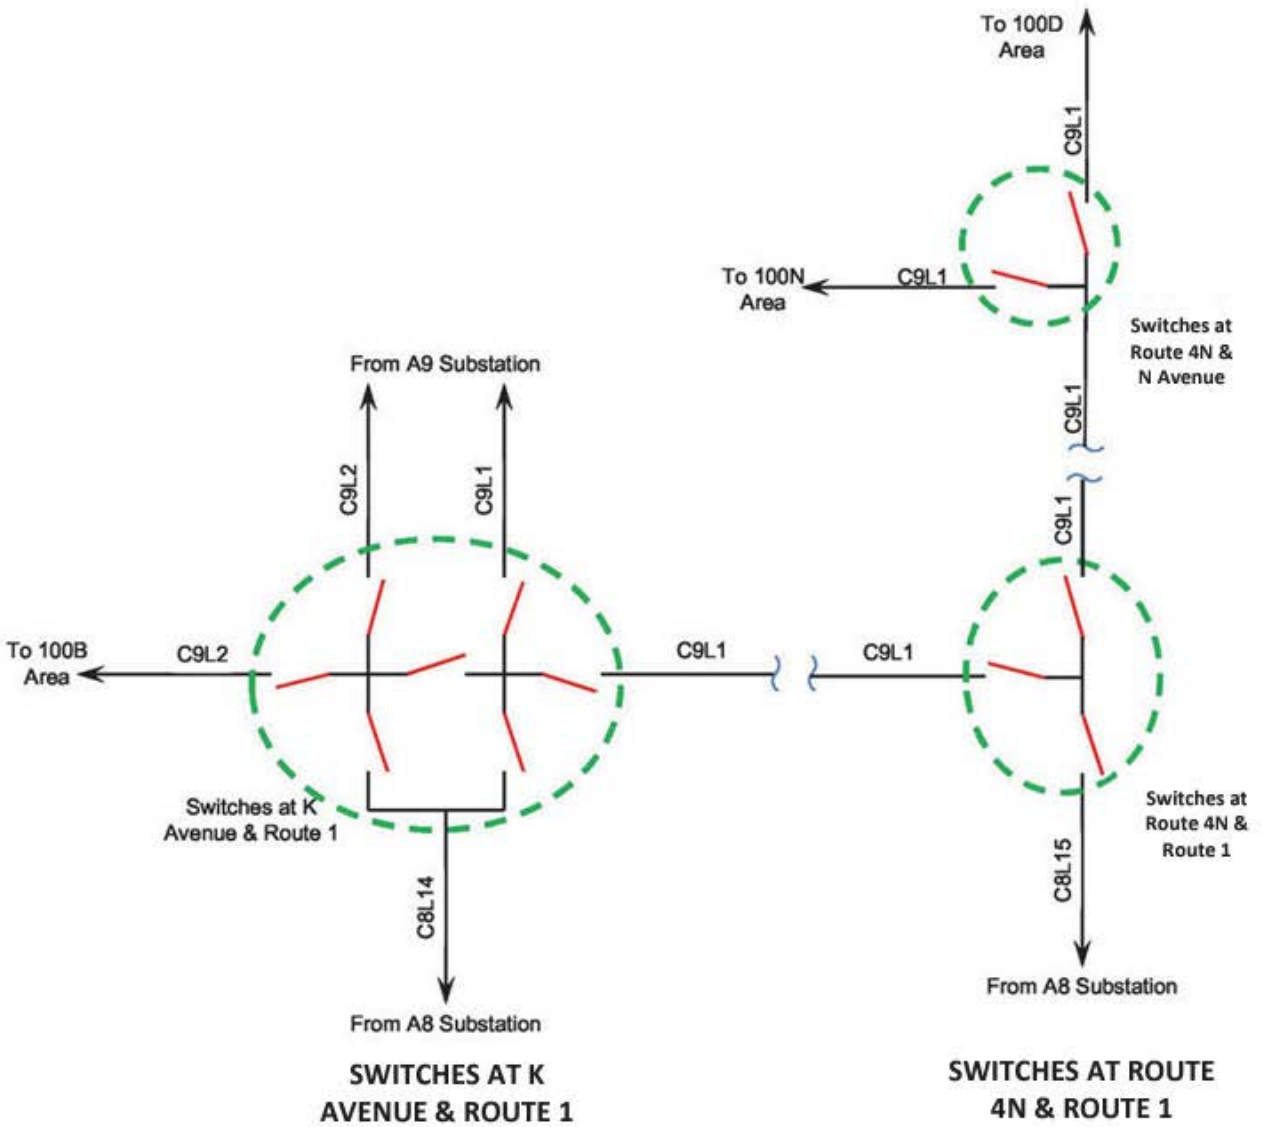 To 100D
Area
C9L1
To 100N
Area
C9L1
Switches at
Route 4N &
N Avenue
C9L1
From A9 Substation
C9L2
C9L1
C9L1
To 100B
Area
C9L2
C9L1
C9L1
Switches at K
Avenue & Route 1
Switches at
Route 4N &
Route 1
C8L14
C8L15
From A8 Substation
From A8 Substation
SWITCHES AT K
AVENUE & ROUTE 1
SWITCHES AT ROUTE
4N & ROUTE 1